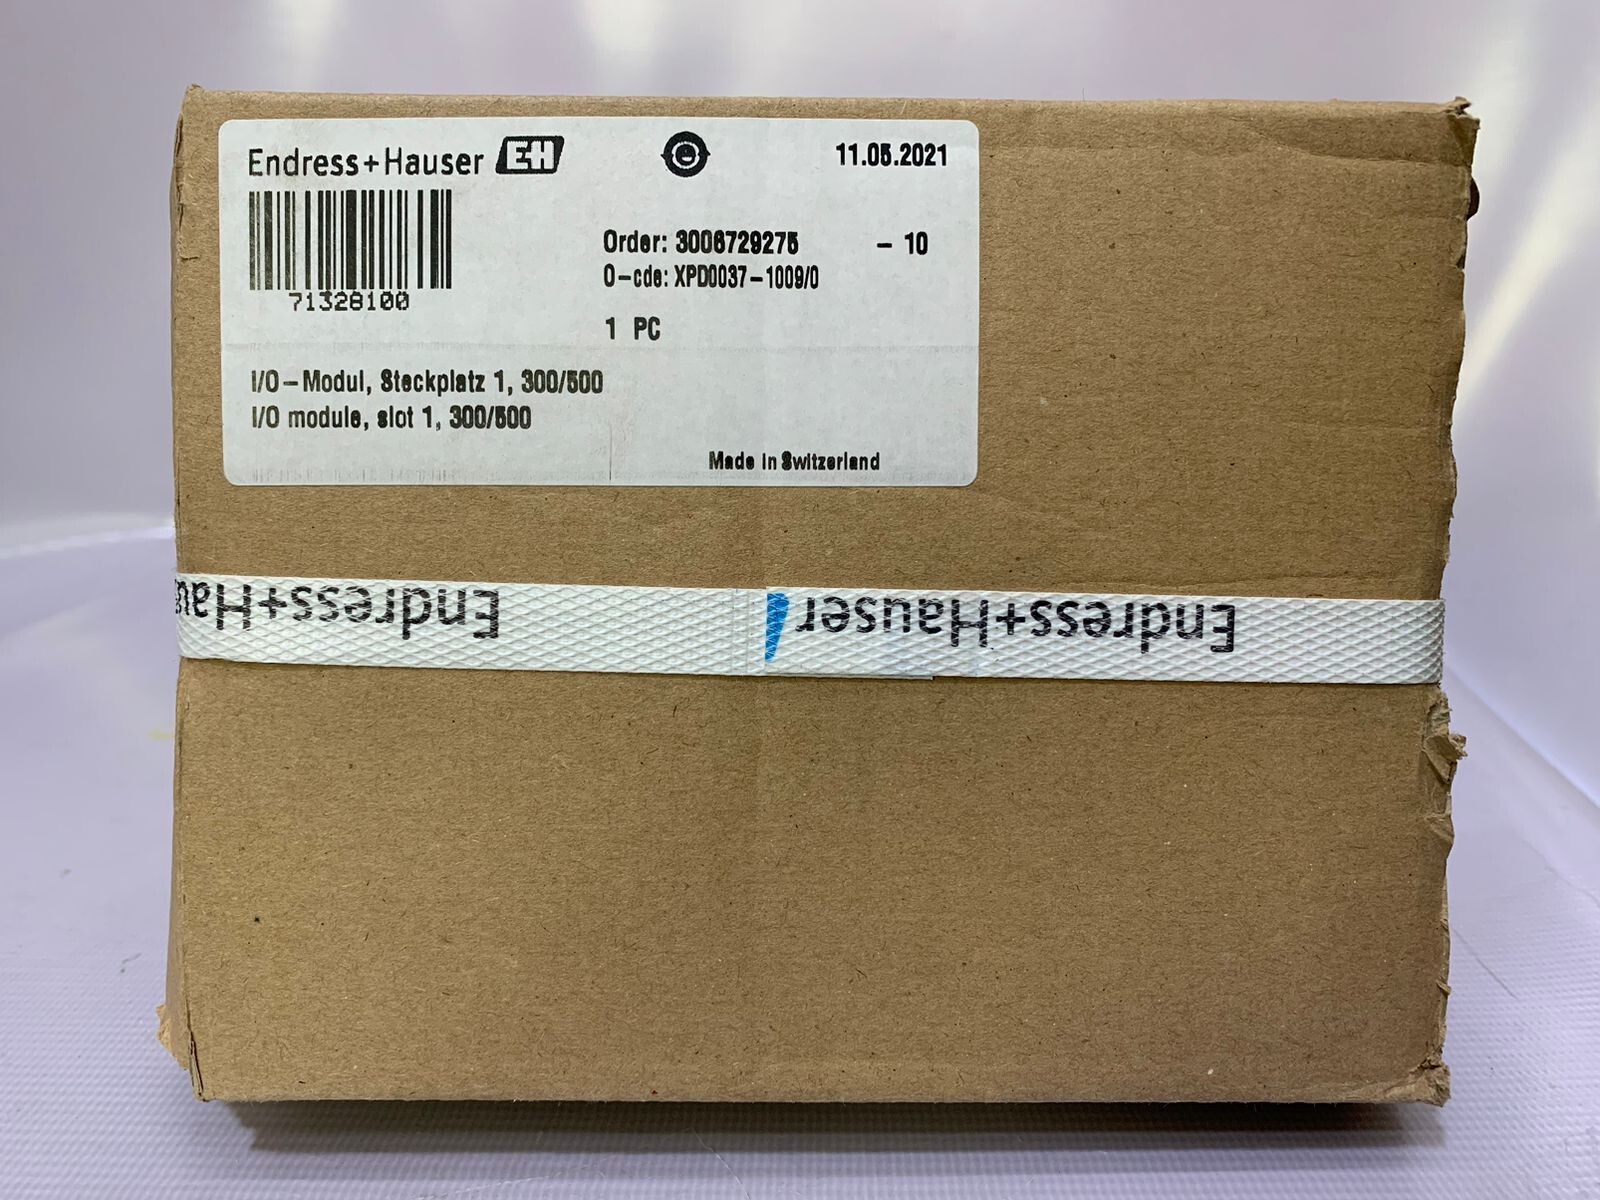 Endress+Hauser EH
11.05.2021
71328100
Order: 3006729275 - 10
O-cde: XPD0037-1009/0
1 PC
I/O-Modul, Steckplatz 1, 300/500
I/O module, slot 1, 300/500
Made in Switzerland
Endress+Hau
Endress+Hauser